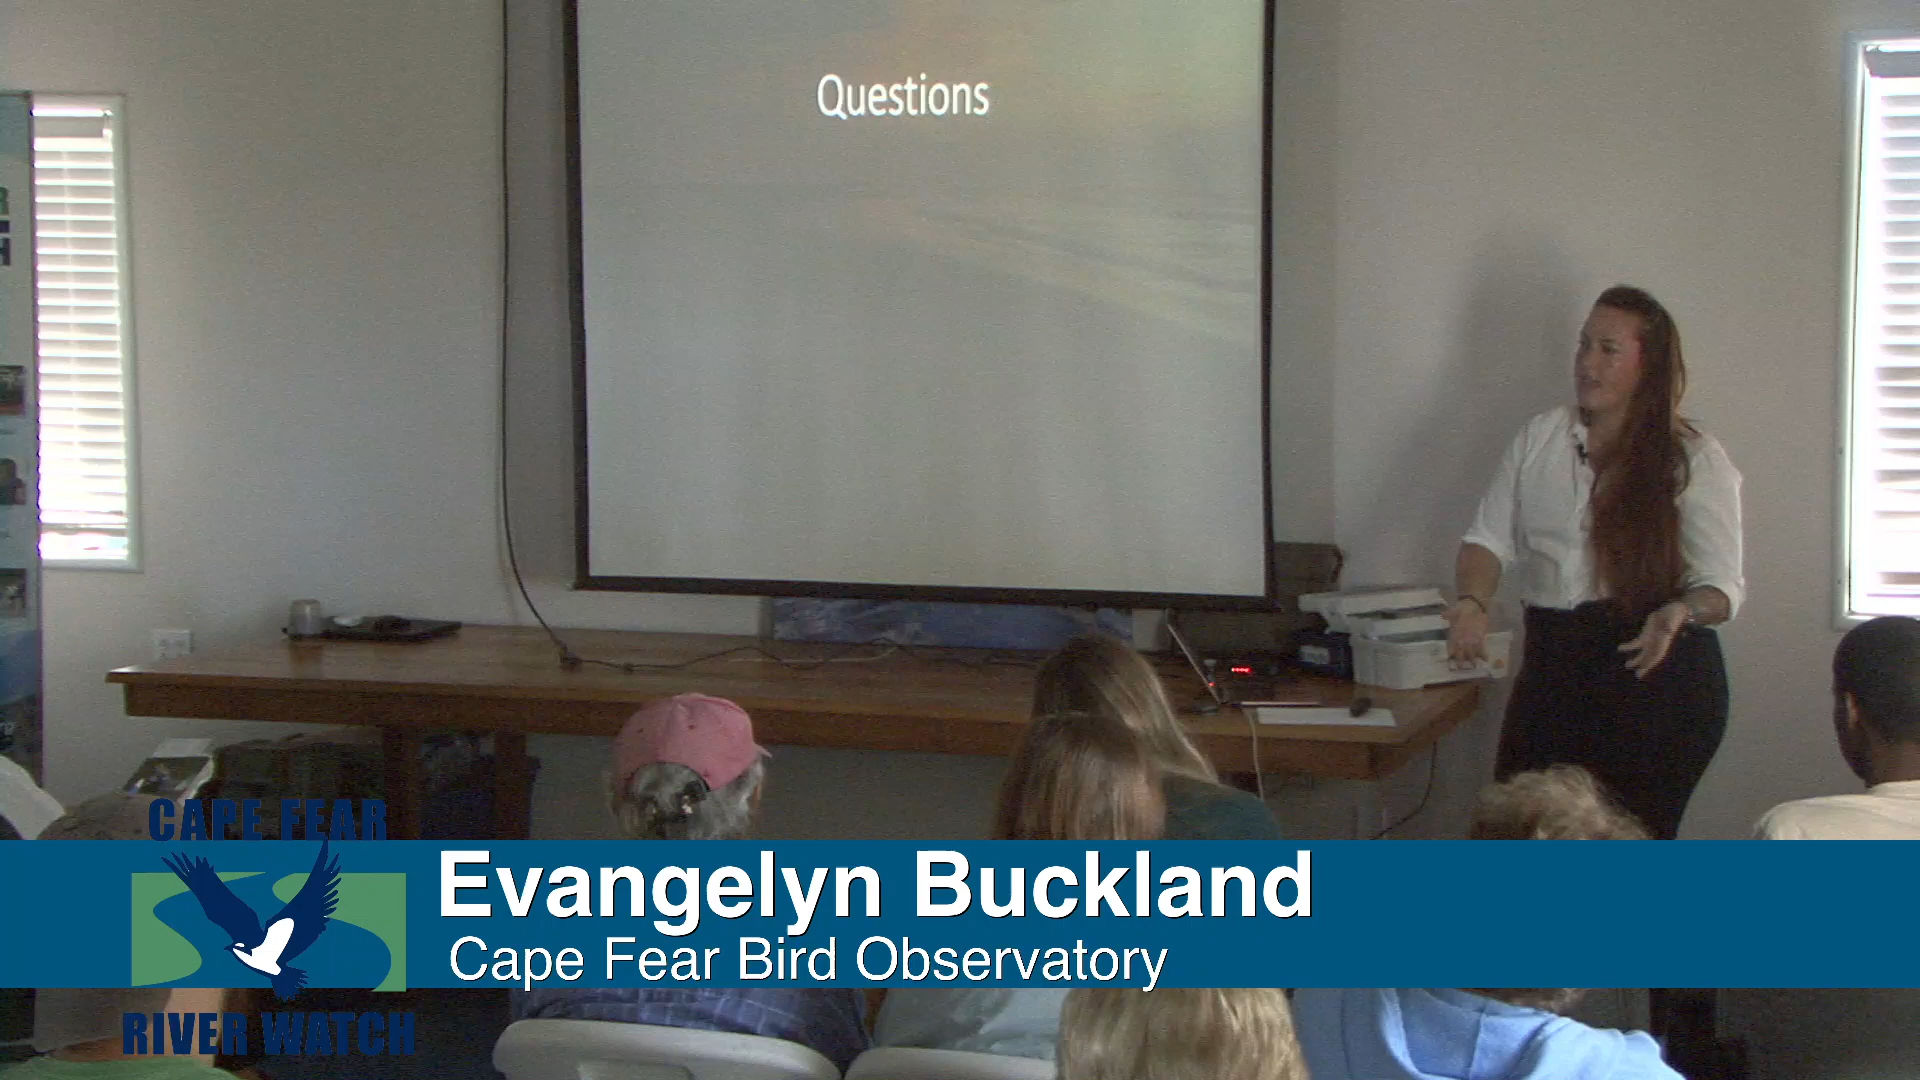 Questions
CAPE FEAR
Evangelyn Buckland
Cape Fear Bird Observatory
RIVER WATCH